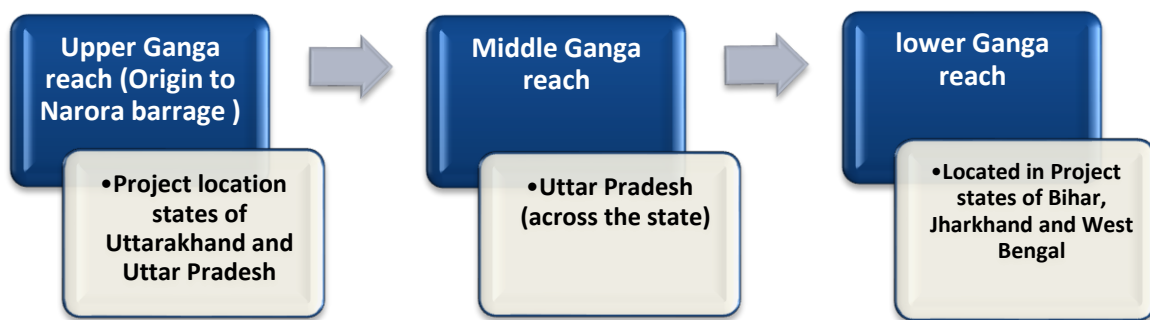 Upper Ganga
reach (Origin to
Narora barrage )
•Project location
states of
Uttarakhand and
Uttar Pradesh
Middle Ganga
reach
•Uttar Pradesh
(across the state)
lower Ganga
reach
•Located in Project
states of Bihar,
Jharkhand and West
Bengal